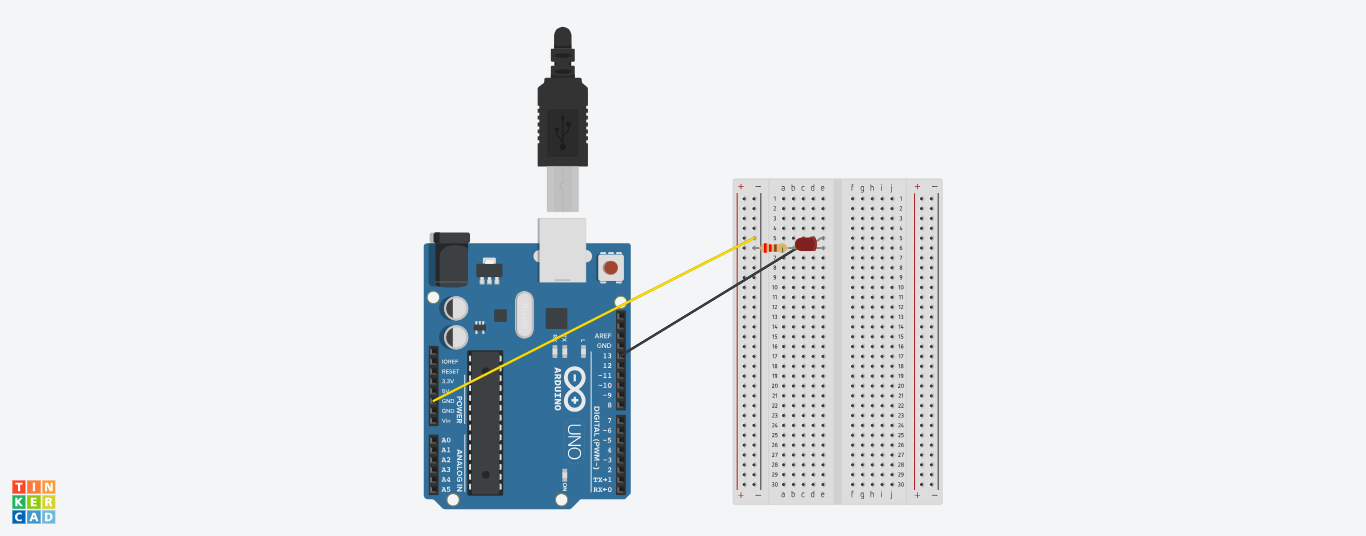 + − a b c d e f g h i j + −
1 1
2 2
3 3
4 4
5 5
6 6
7 7
8 8
9 9
10 10
11 11
12 12
13 13
14 14
15 15
16 16
17 17
18 18
19 19
20 20
21 21
22 22
23 23
24 24
25 25
26 26
27 27
28 28
29 29
30 30
+ − a b c d e f g h i j + −
AREF
GND
13
12
~11
~10
~9
8
7
~6
~5
4
~3
2
TX→1
RX←0
DIGITAL (PWM~)
L
TX
RX
ARDUINO
UNO
ON
IOREF
RESET
3.3V
5V
GND
GND
Vin
POWER
A0
A1
A2
A3
A4
A5
ANALOG IN
TIN
KER
CAD